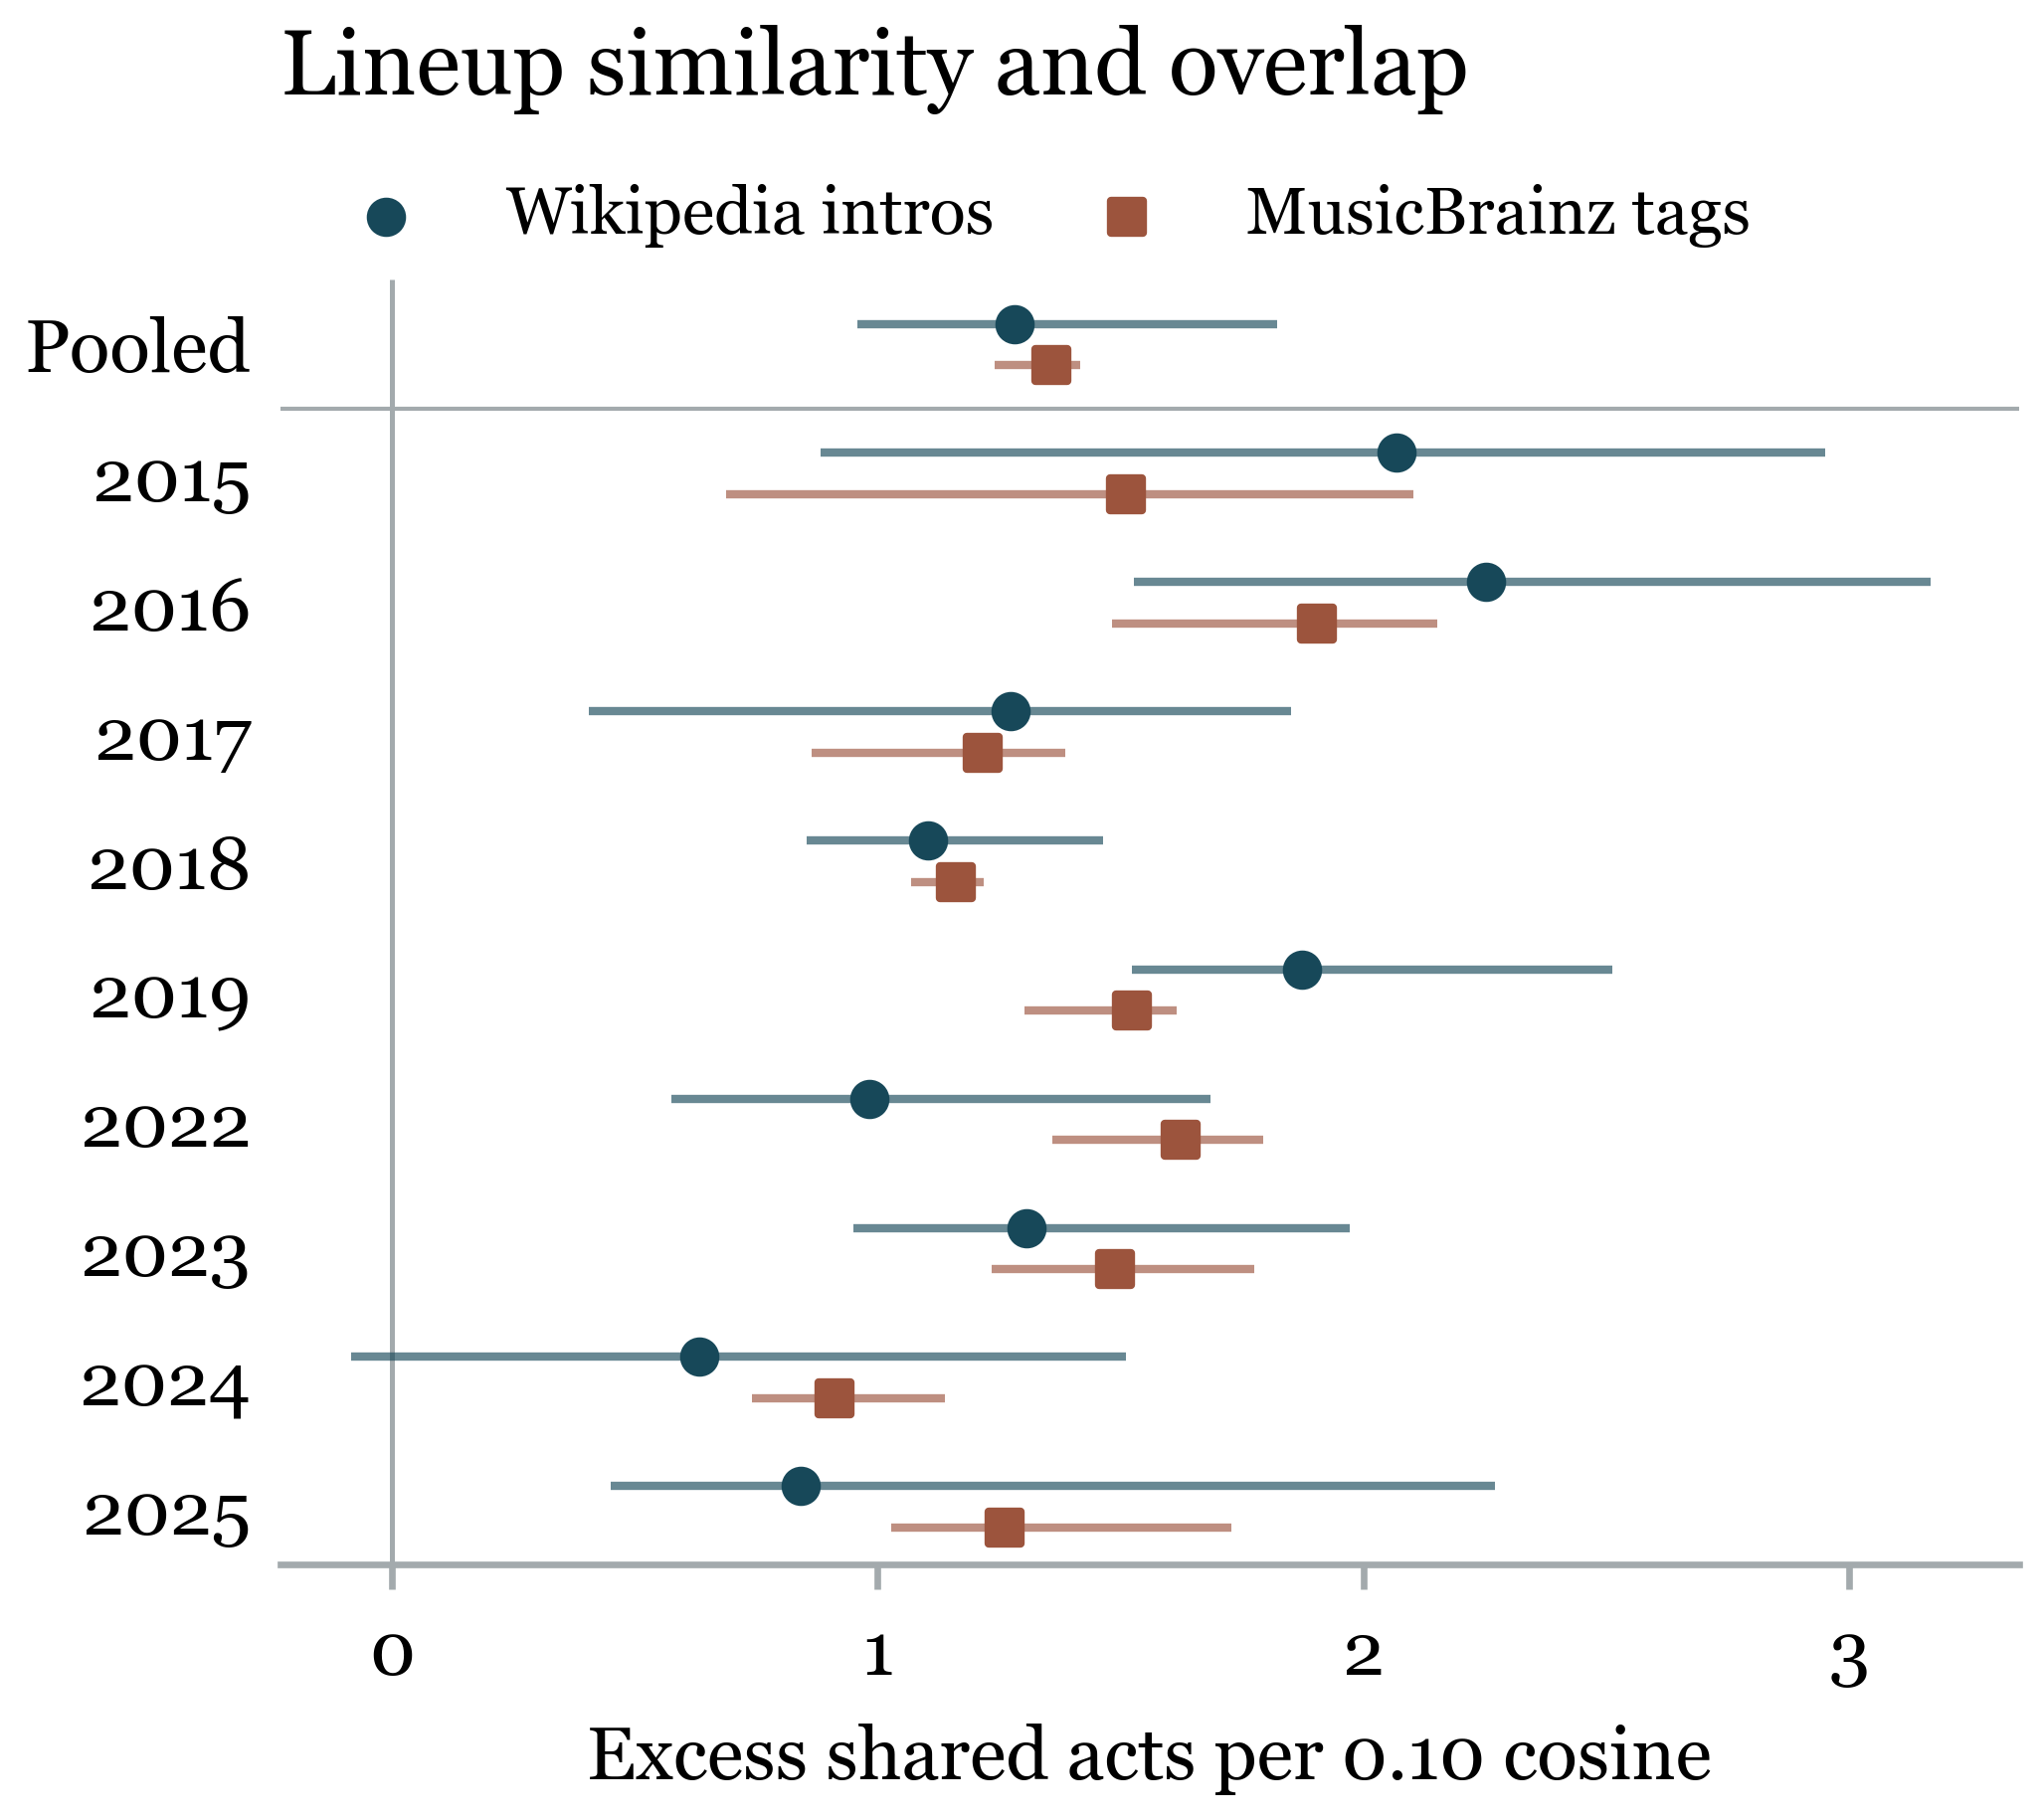 Lineup similarity and overlap
Wikipedia intros MusicBrainz tags
Pooled
2015
2016
2017
2018
2019
2022
2023
2024
2025
0 1 2 3
Excess shared acts per 0.10 cosine